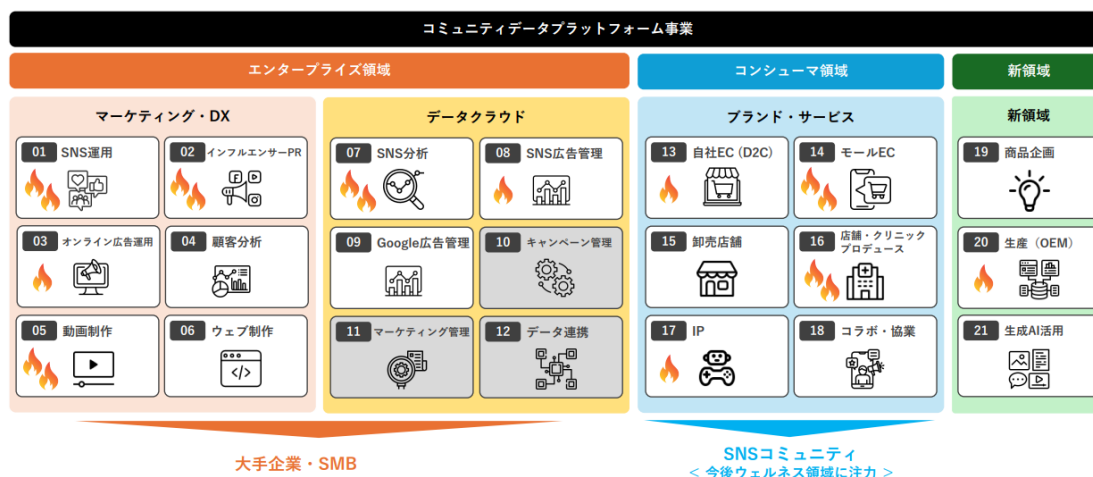 コミュニティデータプラットフォーム事業
エンタープライズ領域
コンシューマ領域
新領域
マーケティング・DX
データクラウド
ブランド・サービス
新領域
01 SNS運用
02 インフルエンサーPR
03 オンライン広告運用
04 顧客分析
05 動画制作
06 ウェブ制作
07 SNS分析
08 SNS広告管理
09 Google広告管理
10 キャンペーン管理
11 マーケティング管理
12 データ連携
13 自社EC (D2C)
14 モールEC
15 卸売店舗
16 店舗・クリニック
プロデュース
17 IP
18 コラボ・協業
19 商品企画
20 生産（OEM）
21 生成AI活用
大手企業・SMB
SNSコミュニティ
< 今後ウェルネス領域に注力 >